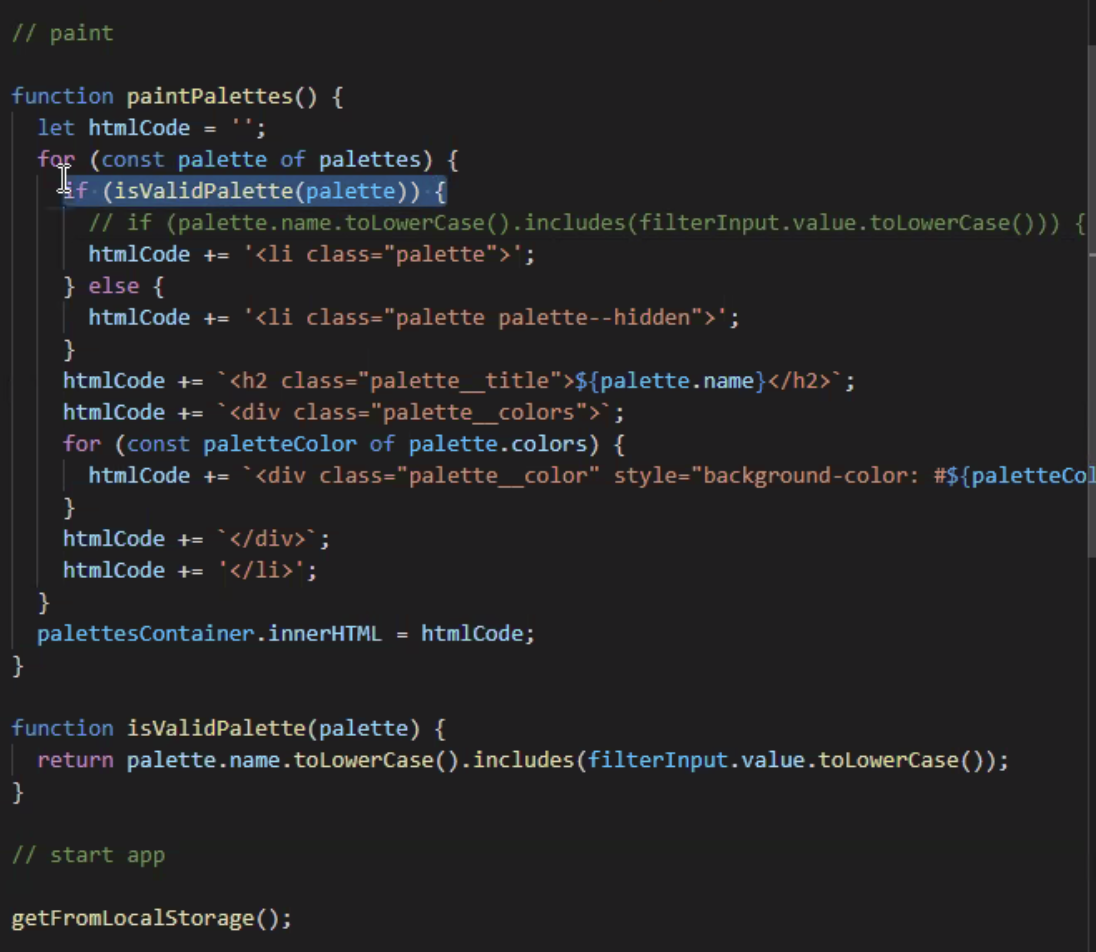 // paint
function paintPalettes() {
let htmlCode = '';
for (const palette of palettes) {
if (isValidPalette(palette)) {
// if (palette.name.toLowerCase().includes(filterInput.value.toLowerCase())) {
htmlCode += '<li class="palette">';
} else {
htmlCode += '<li class="palette palette--hidden">';
}
htmlCode += `<h2 class="palette__title">${palette.name}</h2>`;
htmlCode += `<div class="palette__colors">`;
for (const paletteColor of palette.colors) {
htmlCode += `<div class="palette__color" style="background-color: #${paletteCol
}
htmlCode += `</div>`;
htmlCode += '</li>';
}
palettesContainer.innerHTML = htmlCode;
}
function isValidPalette(palette) {
return palette.name.toLowerCase().includes(filterInput.value.toLowerCase());
}
// start app
getFromLocalStorage();